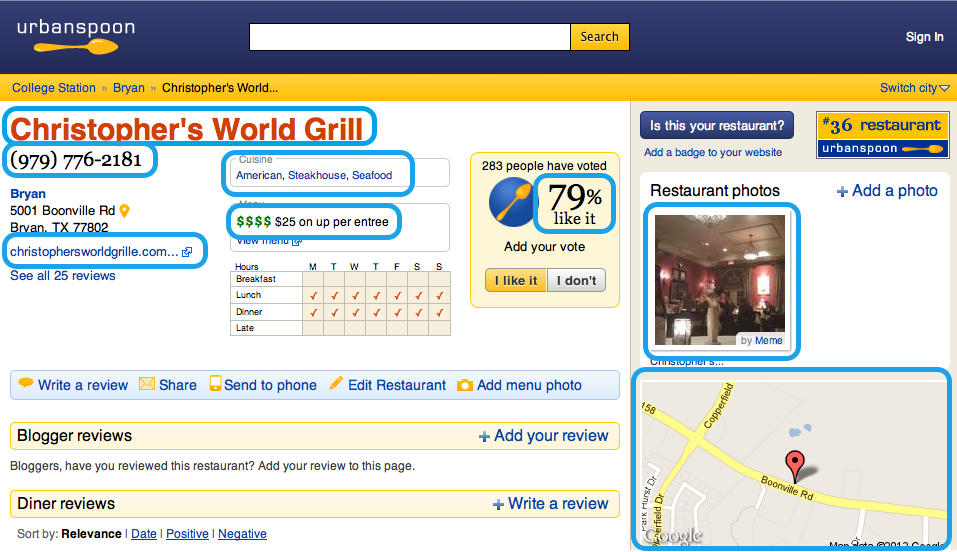 urbanspoon
Search
Sign In
College Station » Bryan » Christopher's World...
Switch city
Christopher's World Grill
(979) 776-2181
Bryan
5001 Boonville Rd
Bryan, TX 77802
christophersworldgrille.com...
See all 25 reviews
Cuisine
American, Steakhouse, Seafood
Menu
$$$$ $25 on up per entree
View menu
Hours M T W T F S S
Breakfast
Lunch ✓ ✓ ✓ ✓ ✓ ✓ ✓
Dinner ✓ ✓ ✓ ✓ ✓ ✓ ✓
Late
283 people have voted
79%
like it
Add your vote
I like it
I don't
Is this your restaurant?
Add a badge to your website
#36 restaurant
urbanspoon
Restaurant photos
+ Add a photo
by Meme
Christopher's...
Write a review
Share
Send to phone
Edit Restaurant
Add menu photo
Blogger reviews
+ Add your review
Bloggers, have you reviewed this restaurant? Add your review to this page.
Diner reviews
+ Write a review
Sort by: Relevance | Date | Positive | Negative
158
Copperfield
Boonville Rd
Park Hurst Dr
Copperfield Dr
Google
Map data ©2012 Google